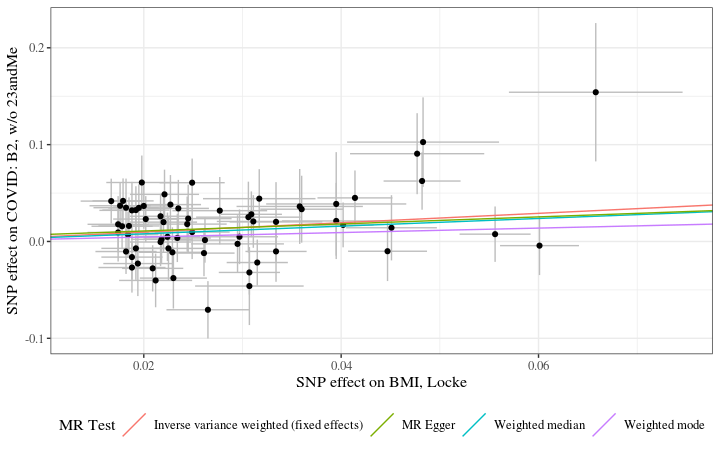 0.2
0.1
0.0
-0.1
SNP effect on COVID: B2, w/o 23andMe
0.02 0.04 0.06
SNP effect on BMI, Locke
MR Test Inverse variance weighted (fixed effects) MR Egger Weighted median Weighted mode